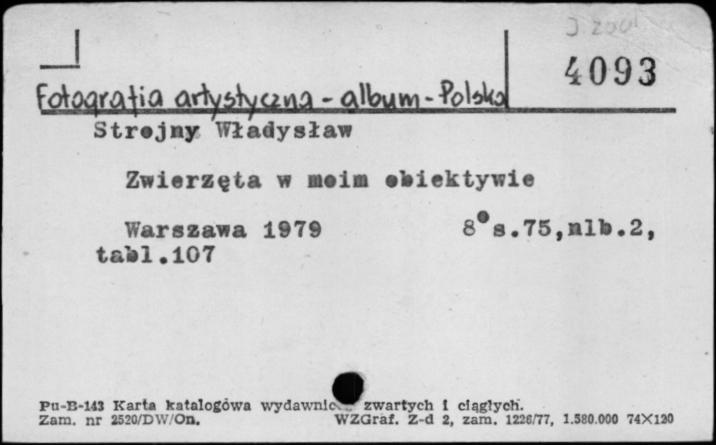 4093
Fotografia artystyczna - album - Polska
Strojny Władysław
Zwierzęta w moim obiektywie
Warszawa 1979 8° s.75,nlb.2,
tabl.107
Pu-B-143 Karta katalogowa zwartych i ciągłych.
Zam. nr 2520/DW/On. WZGraf. Z-d 2, zam. 1226/77, 1.580.000 74X120